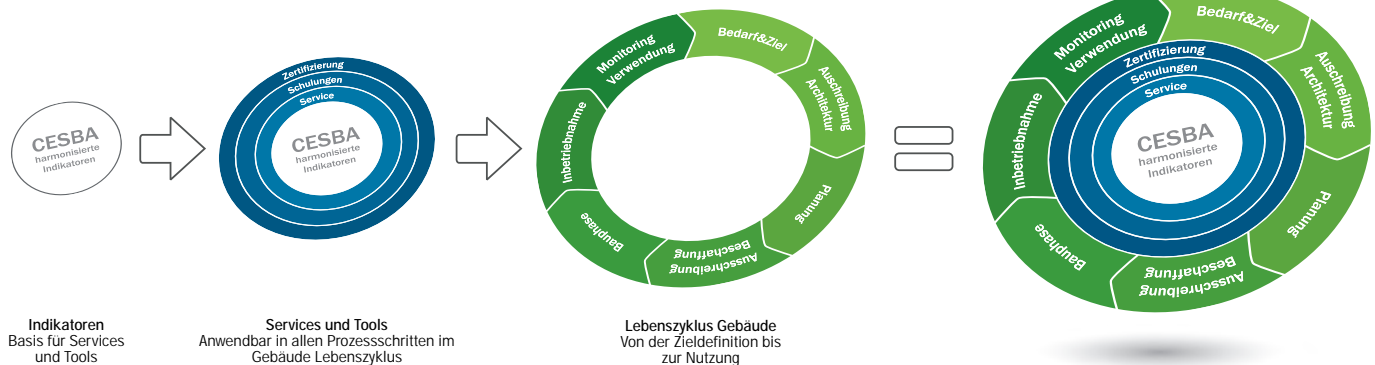 CESBA
harmonisierte
Indikatoren
Indikatoren
Basis für Services
und Tools
Zertifizierung
Schulungen
Service
CESBA
harmonisierte
Indikatoren
Services und Tools
Anwendbar in allen Prozessschritten im
Gebäude Lebenszyklus
Bedarf&Ziel
Auschreibung
Architektur
Planung
Ausschreibung
Beschaffung
Bauphase
Inbetriebnahme
Monitoring
Verwendung
Lebenszyklus Gebäude
Von der Zieldefinition bis
zur Nutzung
Bedarf&Ziel
Auschreibung
Architektur
Planung
Ausschreibung
Beschaffung
Bauphase
Inbetriebnahme
Monitoring
Verwendung
Zertifizierung
Schulungen
Service
CESBA
harmonisierte
Indikatoren